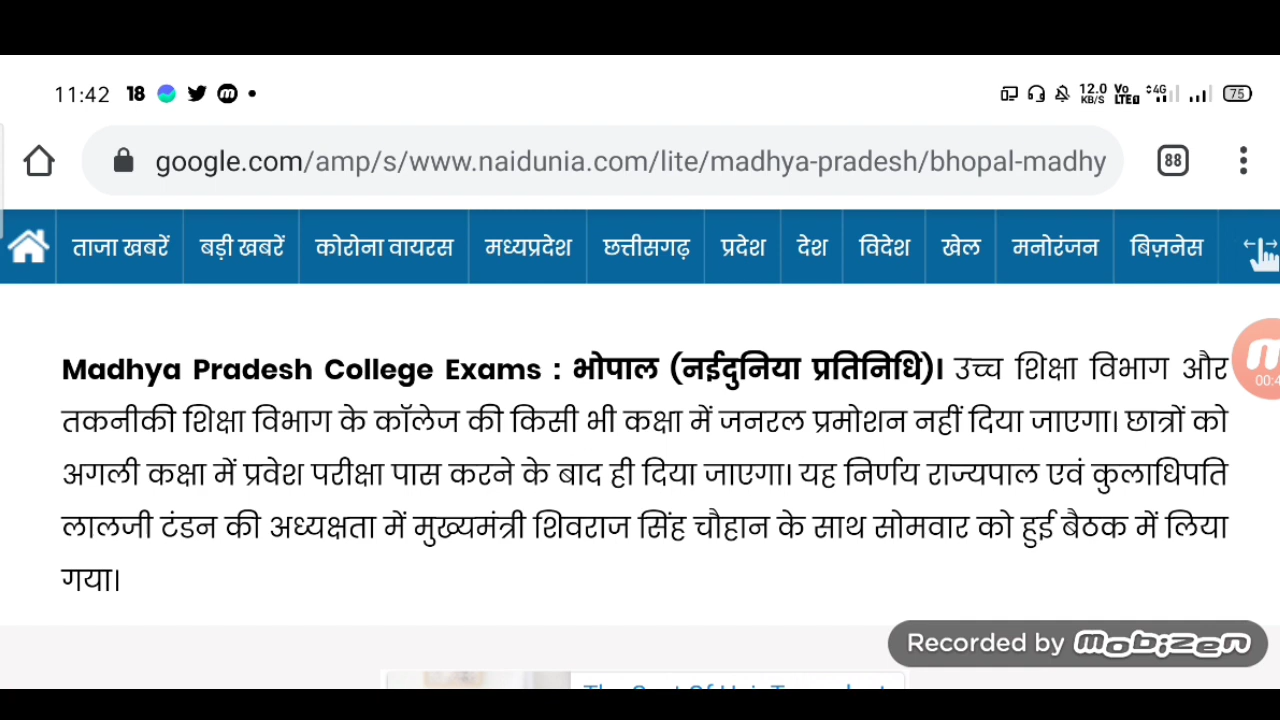 11:42 18
12.0 KB/S Vo LTE 4G 75
google.com/amp/s/www.naidunia.com/lite/madhya-pradesh/bhopal-madhy 88
ताजा खबरें बड़ी खबरें कोरोना वायरस मध्यप्रदेश छत्तीसगढ़ प्रदेश देश विदेश खेल मनोरंजन बिज़नेस
Madhya Pradesh College Exams : भोपाल (नईदुनिया प्रतिनिधि)। उच्च शिक्षा विभाग और
तकनीकी शिक्षा विभाग के कॉलेज की किसी भी कक्षा में जनरल प्रमोशन नहीं दिया जाएगा। छात्रों को
अगली कक्षा में प्रवेश परीक्षा पास करने के बाद ही दिया जाएगा। यह निर्णय राज्यपाल एवं कुलाधिपति
लालजी टंडन की अध्यक्षता में मुख्यमंत्री शिवराज सिंह चौहान के साथ सोमवार को हुई बैठक में लिया
गया।
Recorded by mobizen